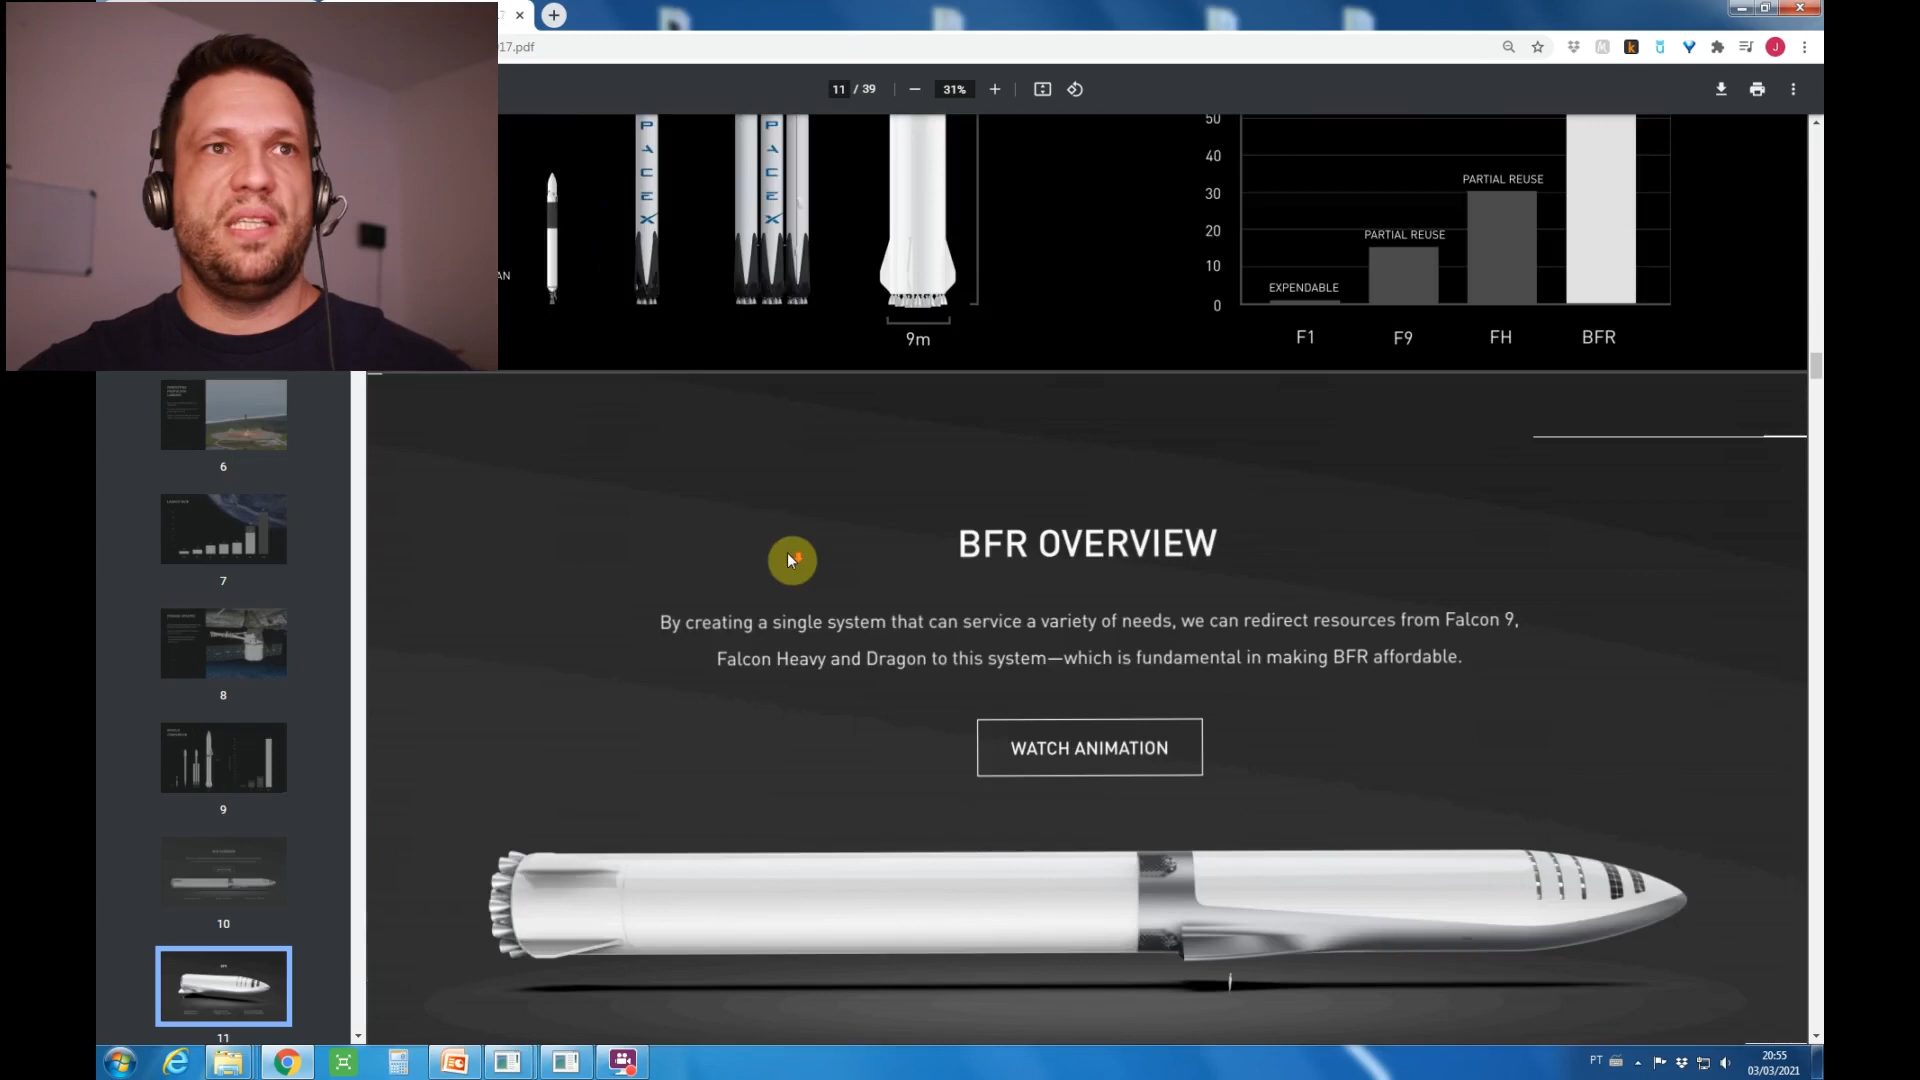 17.pdf
11 / 39
31%
J
PACEX
PACEX
AN
9m
50
40
30
20
10
0
EXPENDABLE
PARTIAL REUSE
PARTIAL REUSE
F1
F9
FH
BFR
6
7
8
9
10
11
BFR OVERVIEW
By creating a single system that can service a variety of needs, we can redirect resources from Falcon 9,
Falcon Heavy and Dragon to this system—which is fundamental in making BFR affordable.
WATCH ANIMATION
PT
20:55
03/03/2021